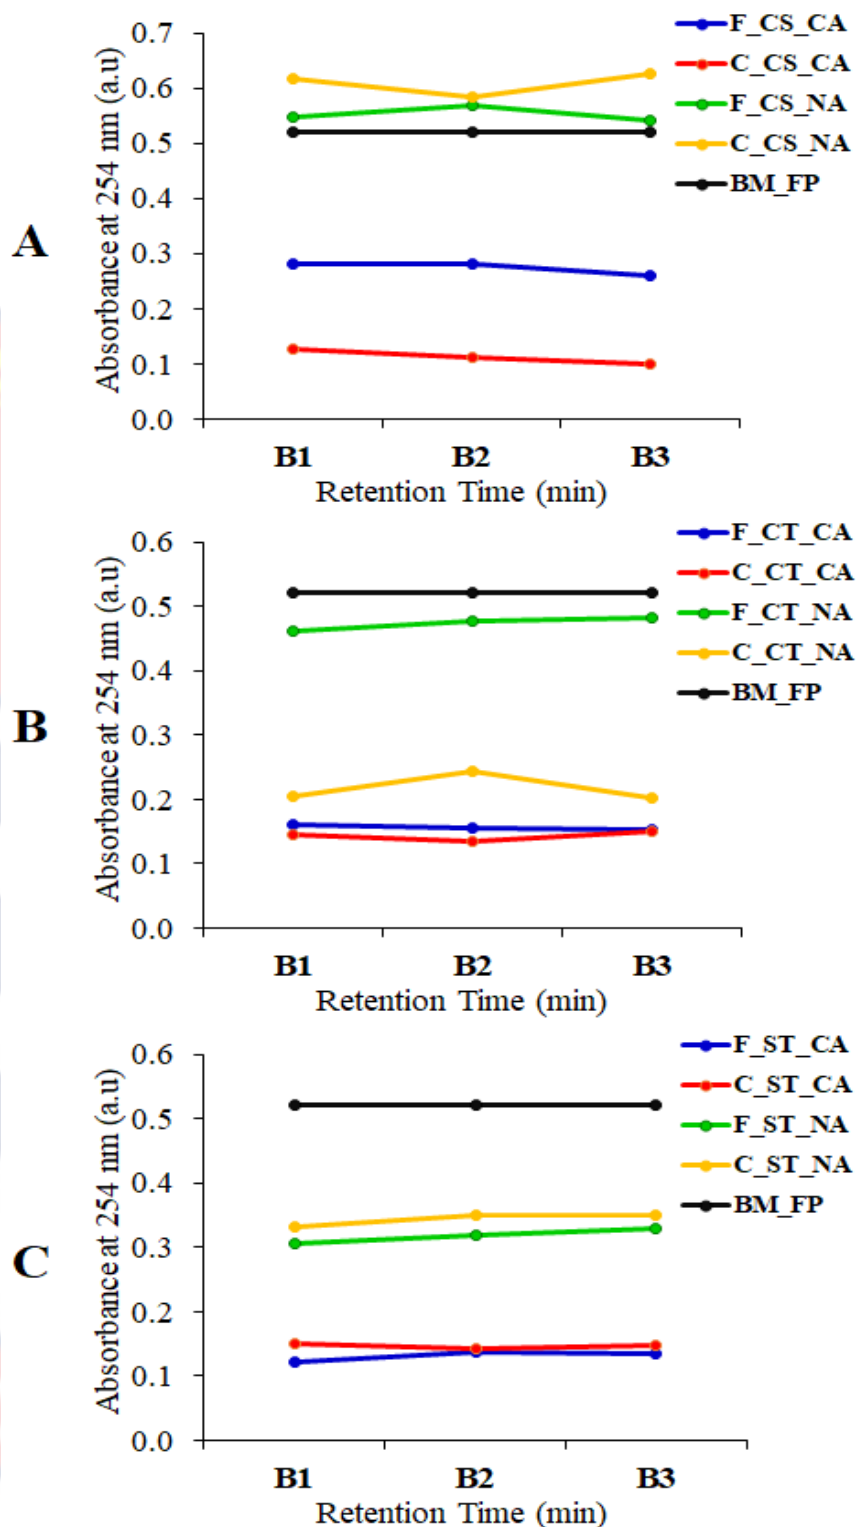 A
Absorbance at 254 nm (a.u)
0.7
0.6
0.5
0.4
0.3
0.2
0.1
0.0
B1 B2 B3
Retention Time (min)
F_CS_CA
C_CS_CA
F_CS_NA
C_CS_NA
BM_FP
B
Absorbance at 254 nm (a.u)
0.6
0.5
0.4
0.3
0.2
0.1
0.0
B1 B2 B3
Retention Time (min)
F_CT_CA
C_CT_CA
F_CT_NA
C_CT_NA
BM_FP
C
Absorbance at 254 nm (a.u)
0.6
0.5
0.4
0.3
0.2
0.1
0.0
B1 B2 B3
Retention Time (min)
F_ST_CA
C_ST_CA
F_ST_NA
C_ST_NA
BM_FP